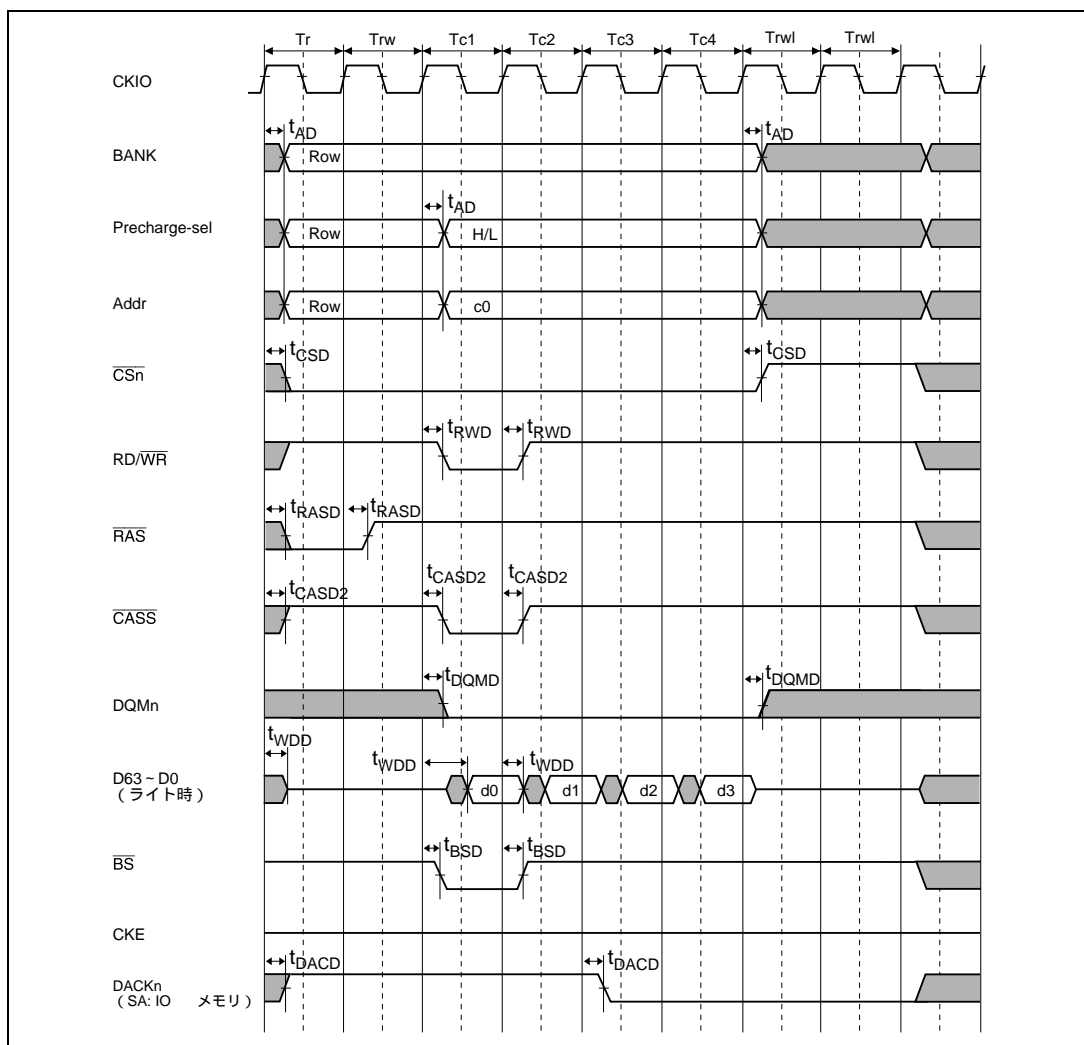 Tr Trw Tc1 Tc2 Tc3 Tc4 Trwl Trwl
CKIO
tAD tAD
BANK
Row
tAD
Precharge-sel
Row H/L
Addr
Row c0
tCSD tCSD
CSn
tRWD tRWD
RD/WR
tRASD tRASD
RAS
tCASD2 tCASD2 tCASD2
CASS
tDQMD tDQMD
DQMn
tWDD tWDD tWDD
D63~D0
(ライト時)
d0 d1 d2 d3
tBSD tBSD
BS
CKE
tDACD tDACD
DACKn
(SA: IO メモリ)